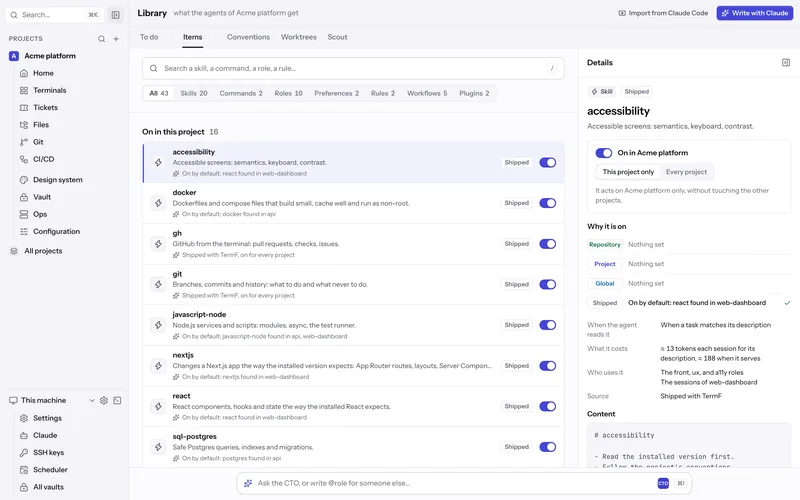 Search... ⌘K
PROJECTS
A Acme platform
Home
Terminals
Tickets
Files
Git
CI/CD
Design system
Vault
Ops
Configuration
All projects
This machine
Settings
Claude
SSH keys
Scheduler
All vaults
Library what the agents of Acme platform get
Import from Claude Code
Write with Claude
To do Items Conventions Worktrees Scout
Search a skill, a command, a role, a rule... /
All 43 Skills 20 Commands 2 Roles 10 Preferences 2 Rules 2 Workflows 5 Plugins 2
On in this project 16
accessibility
Accessible screens: semantics, keyboard, contrast.
On by default: react found in web-dashboard
Shipped
docker
Dockerfiles and compose files that build small, cache well and run as non-root.
On by default: docker found in api
Shipped
gh
GitHub from the terminal: pull requests, checks, issues.
Shipped with TermF, on for every project
Shipped
git
Branches, commits and history: what to do and what never to do.
Shipped with TermF, on for every project
Shipped
javascript-node
Node.js services and scripts: modules, async, the test runner.
On by default: javascript-node found in api, web-dashboard
Shipped
nextjs
Changes a Next.js app the way the installed version expects: App Router routes, layouts, Server Compon...
On by default: nextjs found in web-dashboard
Shipped
react
React components, hooks and state the way the installed React expects.
On by default: react found in web-dashboard
Shipped
sql-postgres
Safe Postgres queries, indexes and migrations.
On by default: postgres found in api
Shipped
Ask the CTO, or write @role for someone else... CTO ⌘I
Details
Skill Shipped
accessibility
Accessible screens: semantics, keyboard, contrast.
On in Acme platform
This project only Every project
It acts on Acme platform only, without touching the other
projects.
Why it is on
Repository Nothing set
Project Nothing set
Global Nothing set
Shipped On by default: react found in web-dashboard
When the agent reads it When a task matches its description
What it costs ≈ 13 tokens each session for its
description, ≈ 188 when it serves
Who uses it The front, ux, and a11y roles
The sessions of web-dashboard
Source Shipped with TermF
Content
# accessibility
- Read the installed version first.
- Follow the project's conventions